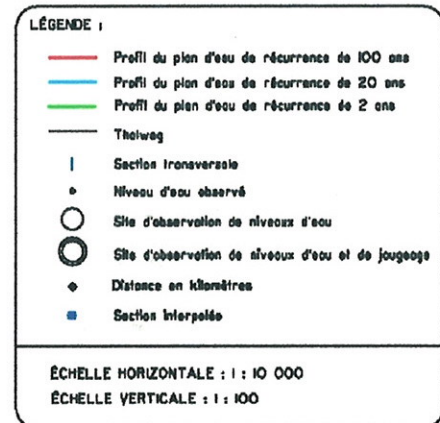 LÉGENDE :
Profil du plan d'eau de récurrence de 100 ans
Profil du plan d'eau de récurrence de 20 ans
Profil du plan d'eau de récurrence de 2 ans
Thalweg
Section transversale
Niveau d'eau observé
Site d'observation de niveaux d'eau
Site d'observation de niveaux d'eau et de jaugeage
Distance en kilomètres
Section interpolée
ÉCHELLE HORIZONTALE : 1 : 10 000
ÉCHELLE VERTICALE : 1 : 100